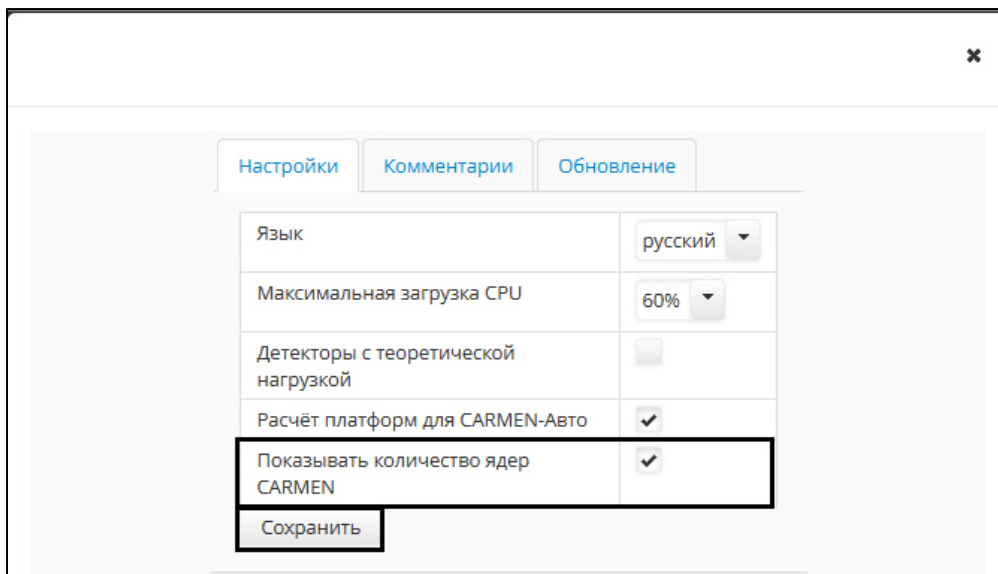 Настройки
Комментарии
Обновление
Язык
русский
Максимальная загрузка CPU
60%
Детекторы с теоретической
нагрузкой
Расчёт платформ для CARMEN-Авто
Показывать количество ядер
CARMEN
Сохранить